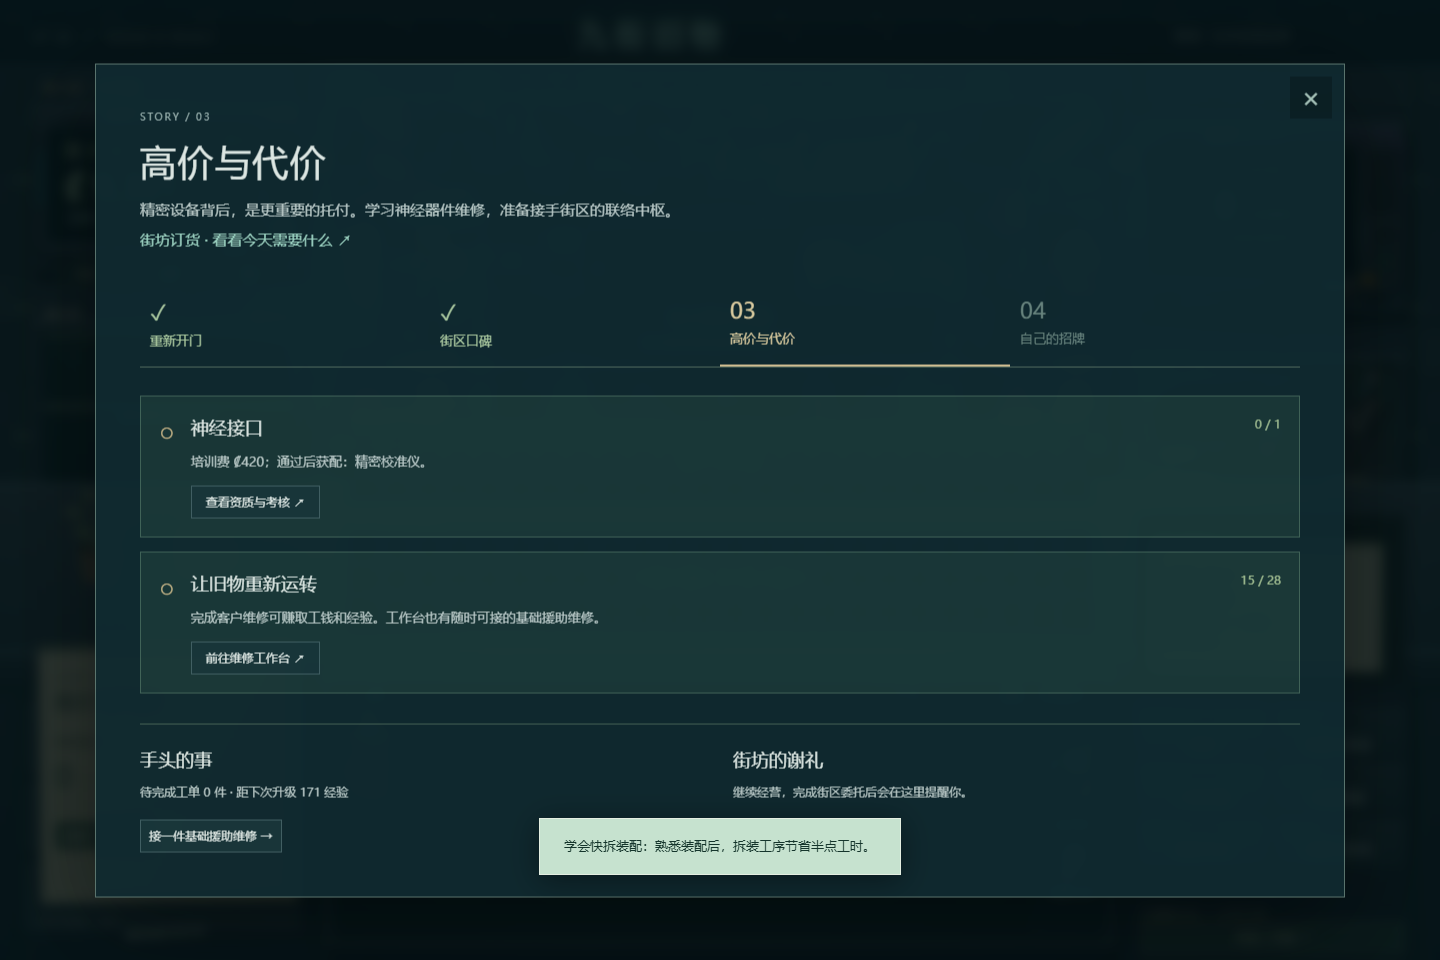 STORY / 03
高价与代价
精密设备背后，是更重要的托付。学习神经器件维修，准备接手街区的联络中枢。
街坊订货 · 看看今天需要什么 ↗
✓
重新开门
✓
街区口碑
03
高价与代价
04
自己的招牌
神经接口
0 / 1
培训费 ₡420；通过后获配：精密校准仪。
查看资质与考核 ↗
让旧物重新运转
15 / 28
完成客户维修可赚取工钱和经验。工作台也有随时可接的基础援助维修。
前往维修工作台 ↗
手头的事
待完成工单 0 件 · 距下次升级 171 经验
接一件基础援助维修 →
街坊的谢礼
继续经营，完成街区委托后会在这里提醒你。
学会快拆装配：熟悉装配后，拆装工序节省半点工时。